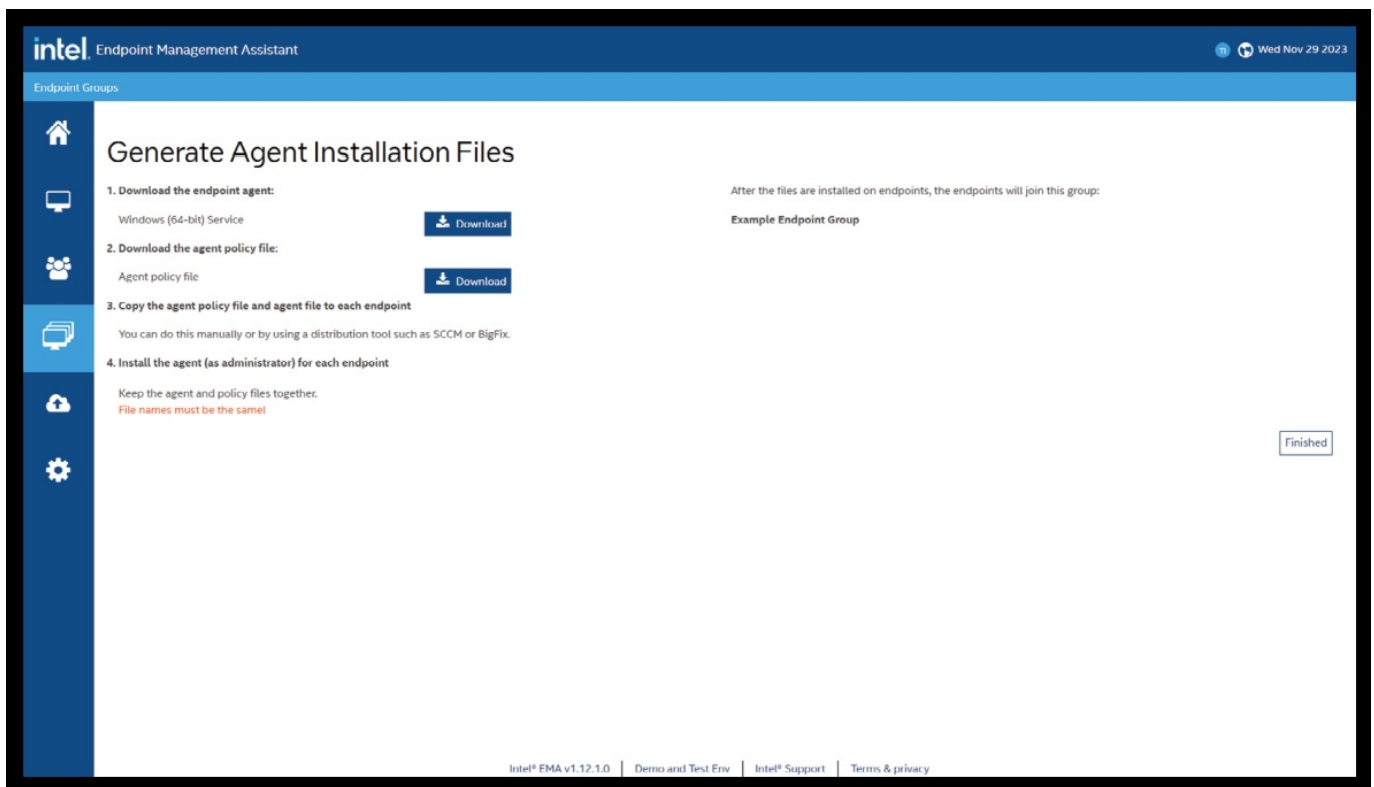 intel. Endpoint Management Assistant
TI Wed Nov 29 2023
Endpoint Groups
Generate Agent Installation Files
1. Download the endpoint agent:
Windows (64-bit) Service
Download
2. Download the agent policy file:
Agent policy file
Download
3. Copy the agent policy file and agent file to each endpoint
You can do this manually or by using a distribution tool such as SCCM or BigFix.
4. Install the agent (as administrator) for each endpoint
Keep the agent and policy files together.
File names must be the same!
After the files are installed on endpoints, the endpoints will join this group:
Example Endpoint Group
Finished
Intel® EMA v1.12.1.0 | Demo and Test Env | Intel® Support | Terms & privacy